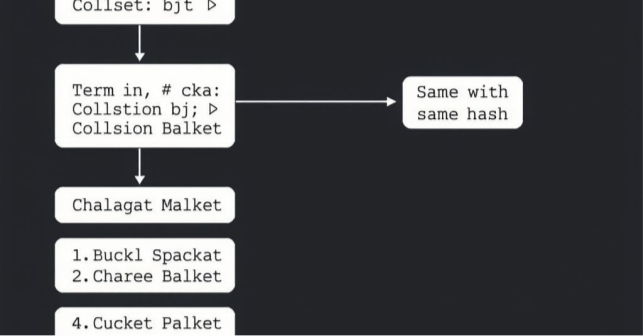 Collset: bjt ▷
Term in, # cka:
Collstion bj; ▷
Collsion Balket
Same with
same hash
Chalagat Malket
1. Buckl Spackat
2. Charee Balket
4. Cucket Palket